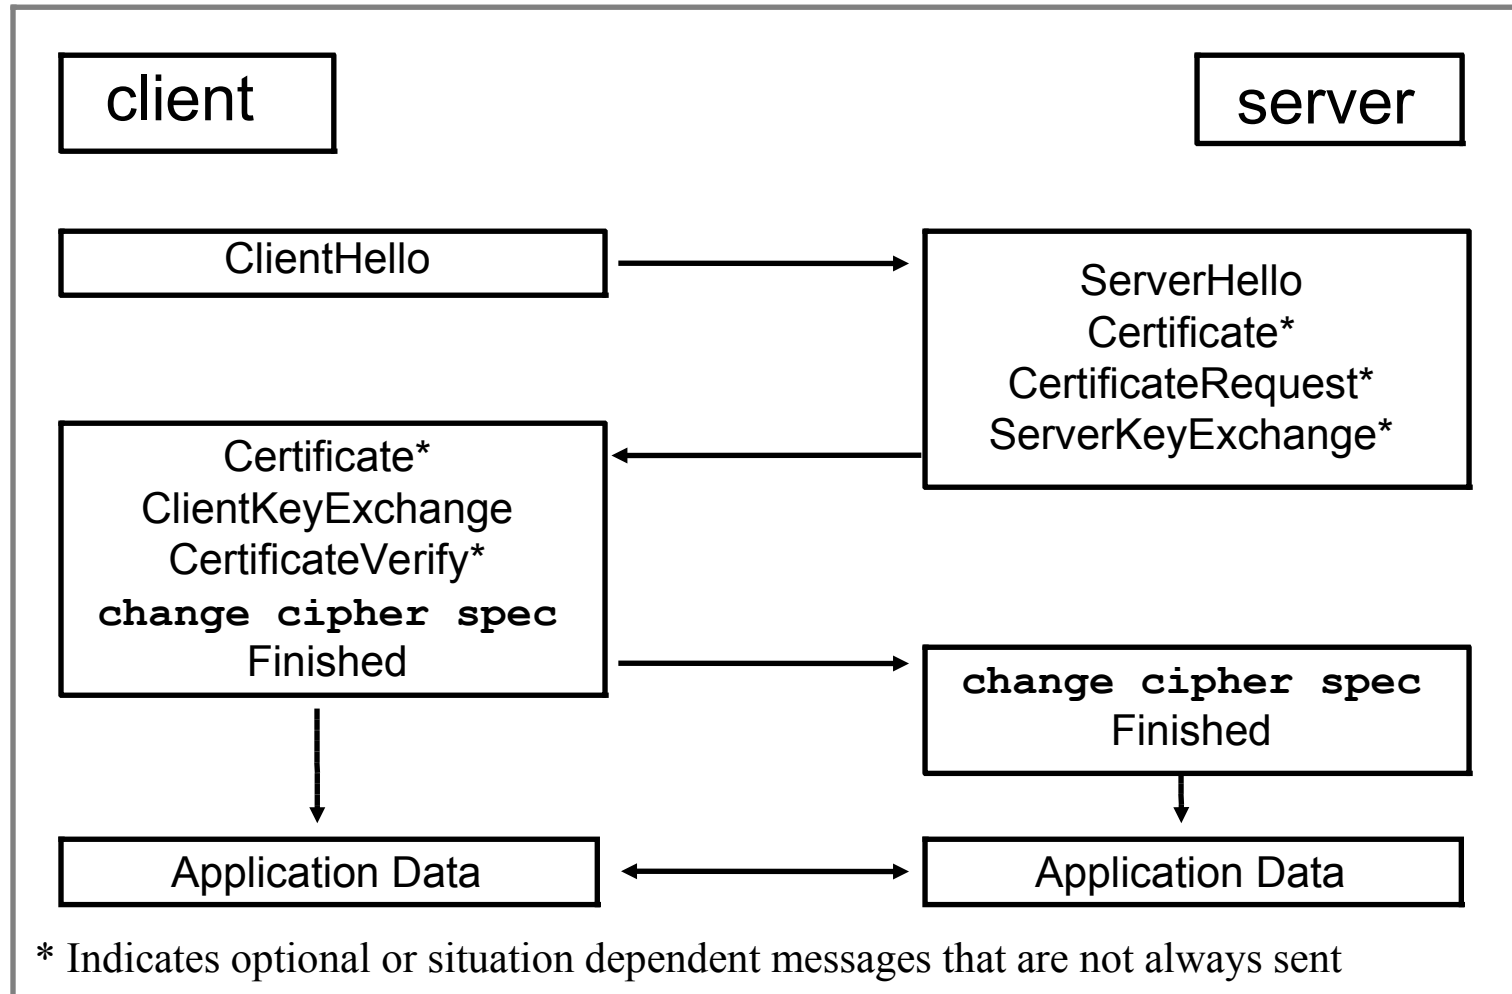 client
server
ClientHello
ServerHello
Certificate*
CertificateRequest*
ServerKeyExchange*
Certificate*
ClientKeyExchange
CertificateVerify*
change cipher spec
Finished
change cipher spec
Finished
Application Data
Application Data
* Indicates optional or situation dependent messages that are not always sent